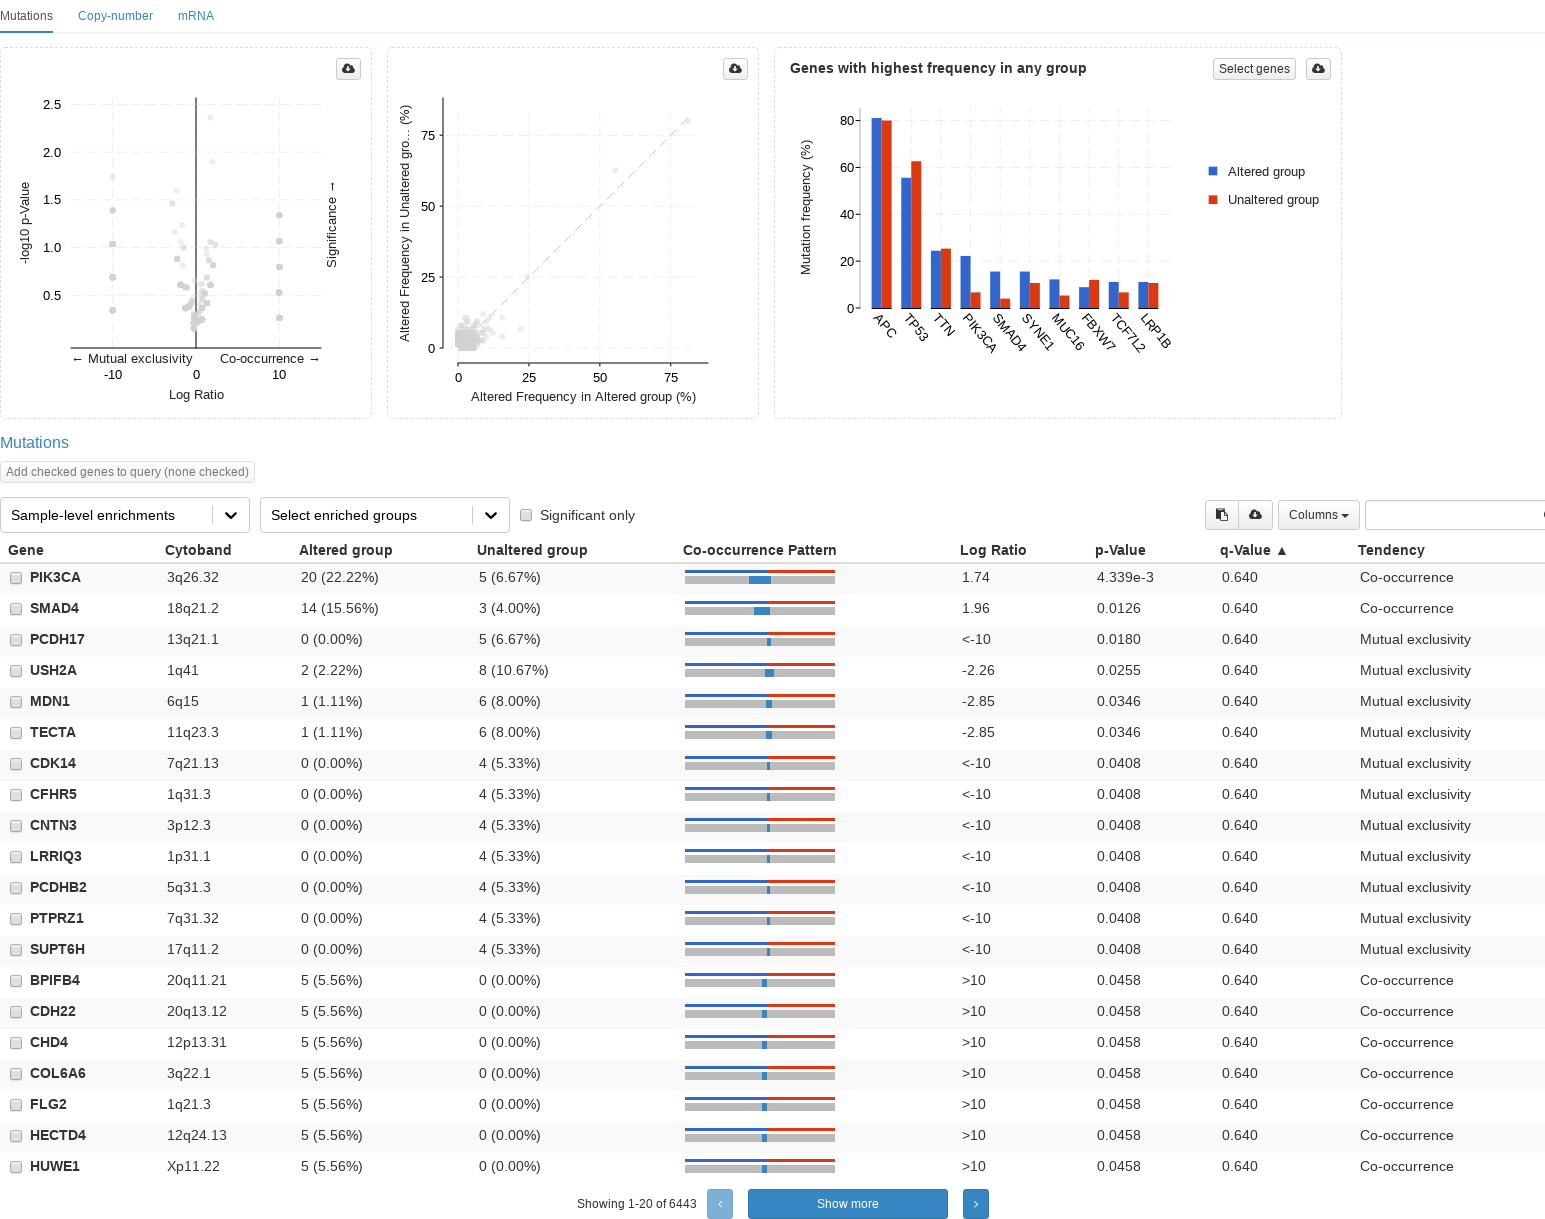 Mutations Copy-number mRNA
2.5
2.0
1.5
1.0
0.5
-log10 p-Value
Significance →
← Mutual exclusivity Co-occurrence →
-10 0 10
Log Ratio
75
50
25
0
Altered Frequency in Unaltered gro... (%)
0 25 50 75
Altered Frequency in Altered group (%)
Genes with highest frequency in any group
Select genes
80
60
40
20
0
Mutation frequency (%)
APC TP53 TTN PIK3CA SMAD4 SYNE1 MUC16 FBXW7 TCF7L2 LRP1B
Altered group
Unaltered group
Mutations
Add checked genes to query (none checked)
Sample-level enrichments Select enriched groups Significant only Columns
Gene Cytoband Altered group Unaltered group Co-occurrence Pattern Log Ratio p-Value q-Value ▲ Tendency
PIK3CA 3q26.32 20 (22.22%) 5 (6.67%) 1.74 4.339e-3 0.640 Co-occurrence
SMAD4 18q21.2 14 (15.56%) 3 (4.00%) 1.96 0.0126 0.640 Co-occurrence
PCDH17 13q21.1 0 (0.00%) 5 (6.67%) <-10 0.0180 0.640 Mutual exclusivity
USH2A 1q41 2 (2.22%) 8 (10.67%) -2.26 0.0255 0.640 Mutual exclusivity
MDN1 6q15 1 (1.11%) 6 (8.00%) -2.85 0.0346 0.640 Mutual exclusivity
TECTA 11q23.3 1 (1.11%) 6 (8.00%) -2.85 0.0346 0.640 Mutual exclusivity
CDK14 7q21.13 0 (0.00%) 4 (5.33%) <-10 0.0408 0.640 Mutual exclusivity
CFHR5 1q31.3 0 (0.00%) 4 (5.33%) <-10 0.0408 0.640 Mutual exclusivity
CNTN3 3p12.3 0 (0.00%) 4 (5.33%) <-10 0.0408 0.640 Mutual exclusivity
LRRIQ3 1p31.1 0 (0.00%) 4 (5.33%) <-10 0.0408 0.640 Mutual exclusivity
PCDHB2 5q31.3 0 (0.00%) 4 (5.33%) <-10 0.0408 0.640 Mutual exclusivity
PTPRZ1 7q31.32 0 (0.00%) 4 (5.33%) <-10 0.0408 0.640 Mutual exclusivity
SUPT6H 17q11.2 0 (0.00%) 4 (5.33%) <-10 0.0408 0.640 Mutual exclusivity
BPIFB4 20q11.21 5 (5.56%) 0 (0.00%) >10 0.0458 0.640 Co-occurrence
CDH22 20q13.12 5 (5.56%) 0 (0.00%) >10 0.0458 0.640 Co-occurrence
CHD4 12p13.31 5 (5.56%) 0 (0.00%) >10 0.0458 0.640 Co-occurrence
COL6A6 3q22.1 5 (5.56%) 0 (0.00%) >10 0.0458 0.640 Co-occurrence
FLG2 1q21.3 5 (5.56%) 0 (0.00%) >10 0.0458 0.640 Co-occurrence
HECTD4 12q24.13 5 (5.56%) 0 (0.00%) >10 0.0458 0.640 Co-occurrence
HUWE1 Xp11.22 5 (5.56%) 0 (0.00%) >10 0.0458 0.640 Co-occurrence
Showing 1-20 of 6443 ‹ Show more ›